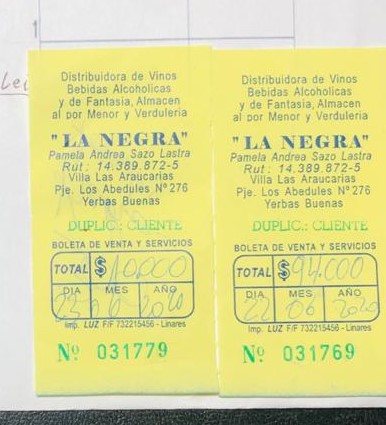 1
Distribuidora de Vinos
Bebidas Alcoholicas
y de Fantasia, Almacen
al por Menor y Verduleria
"LA NEGRA"
Pamela Andrea Sazo Lastra
Rut: 14.389.872-5
Villa Las Araucarias
Pje. Los Abedules Nº 276
Yerbas Buenas
DUPLIC.: CLIENTE
BOLETA DE VENTA Y SERVICIOS
TOTAL $ 10.000
DIA MES AÑO
23 06 2020
Imp. LUZ F/F 732215456 - Linares
Nº 031779
Distribuidora de Vinos
Bebidas Alcoholicas
y de Fantasia, Almacen
al por Menor y Verduleria
"LA NEGRA"
Pamela Andrea Sazo Lastra
Rut: 14.389.872-5
Villa Las Araucarias
Pje. Los Abedules Nº 276
Yerbas Buenas
DUPLIC.: CLIENTE
BOLETA DE VENTA Y SERVICIOS
TOTAL $ 94.000
DIA MES AÑO
22 06 2020
Imp. LUZ F/F 732215456 - Linares
Nº 031769